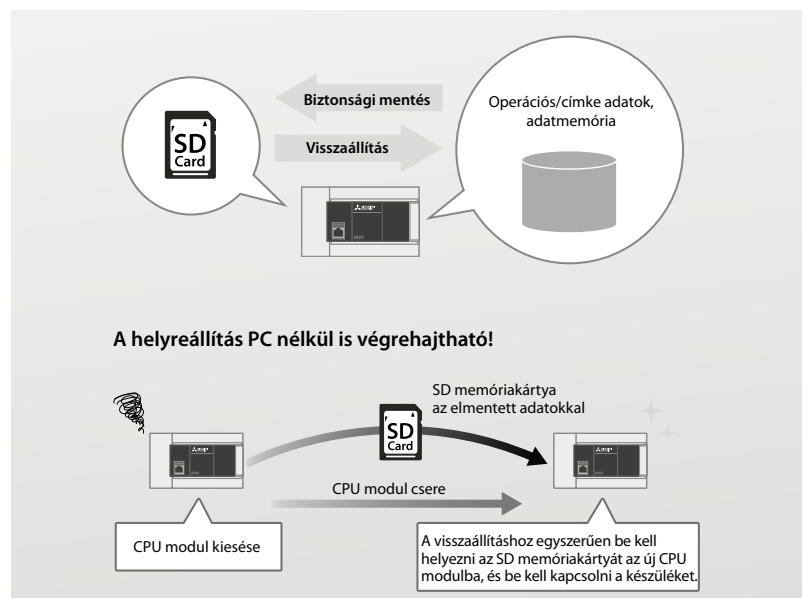 Biztonsági mentés
Visszaállítás
Operációs/címke adatok,
adatmemória
SD
Card
A helyreállítás PC nélkül is végrehajtható!
SD memóriakártya
az elmentett adatokkal
SD
Card
CPU modul csere
CPU modul kiesése
A visszaállításhoz egyszerűen be kell
helyezni az SD memóriakártyát az új CPU
modulba, és be kell kapcsolni a készüléket.